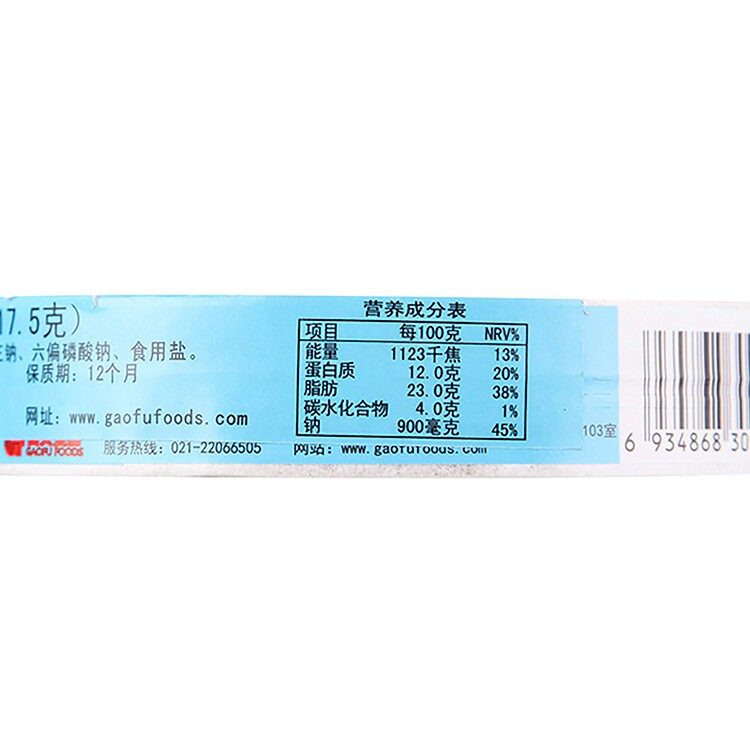 17.5克)
三钠、六偏磷酸钠、食用盐。
保质期: 12个月
网址: www.gaofufoods.com
GAOFU FOODS
服务热线: 021-22066505
营养成分表
项目 每100克 NRV%
能量 1123千焦 13%
蛋白质 12.0克 20%
脂肪 23.0克 38%
碳水化合物 4.0克 1%
钠 900毫克 45%
网站: www.gaofufoods.com
103室
6 934868 30